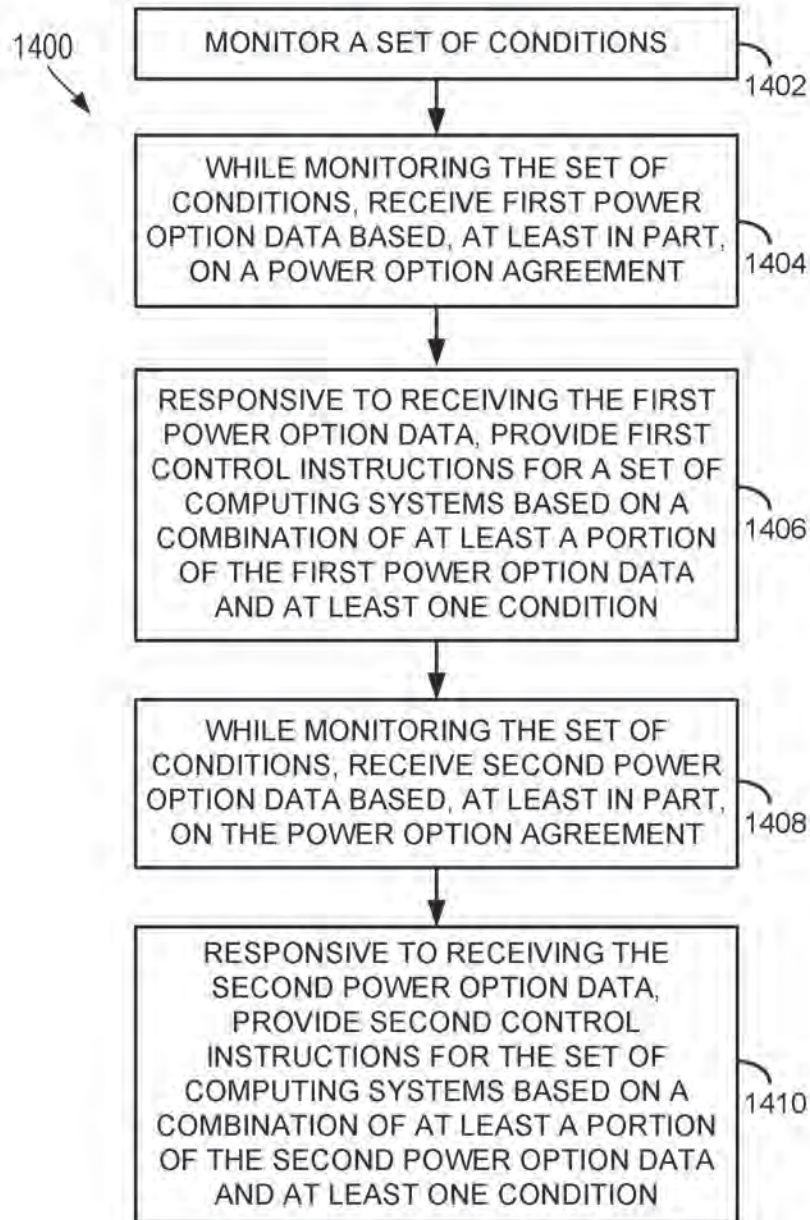 1400
MONITOR A SET OF CONDITIONS
1402
WHILE MONITORING THE SET OF
CONDITIONS, RECEIVE FIRST POWER
OPTION DATA BASED, AT LEAST IN PART,
ON A POWER OPTION AGREEMENT
1404
RESPONSIVE TO RECEIVING THE FIRST
POWER OPTION DATA, PROVIDE FIRST
CONTROL INSTRUCTIONS FOR A SET OF
COMPUTING SYSTEMS BASED ON A
COMBINATION OF AT LEAST A PORTION
OF THE FIRST POWER OPTION DATA
AND AT LEAST ONE CONDITION
1406
WHILE MONITORING THE SET OF
CONDITIONS, RECEIVE SECOND POWER
OPTION DATA BASED, AT LEAST IN PART,
ON THE POWER OPTION AGREEMENT
1408
RESPONSIVE TO RECEIVING THE
SECOND POWER OPTION DATA,
PROVIDE SECOND CONTROL
INSTRUCTIONS FOR THE SET OF
COMPUTING SYSTEMS BASED ON A
COMBINATION OF AT LEAST A PORTION
OF THE SECOND POWER OPTION DATA
AND AT LEAST ONE CONDITION
1410